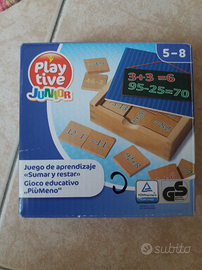 Play
tive
JUNIOR
5-8
3+3=6
95-25=70
Juego de aprendizaje
«Sumar y restar»
Gioco educativo
„PiùMeno"
subito